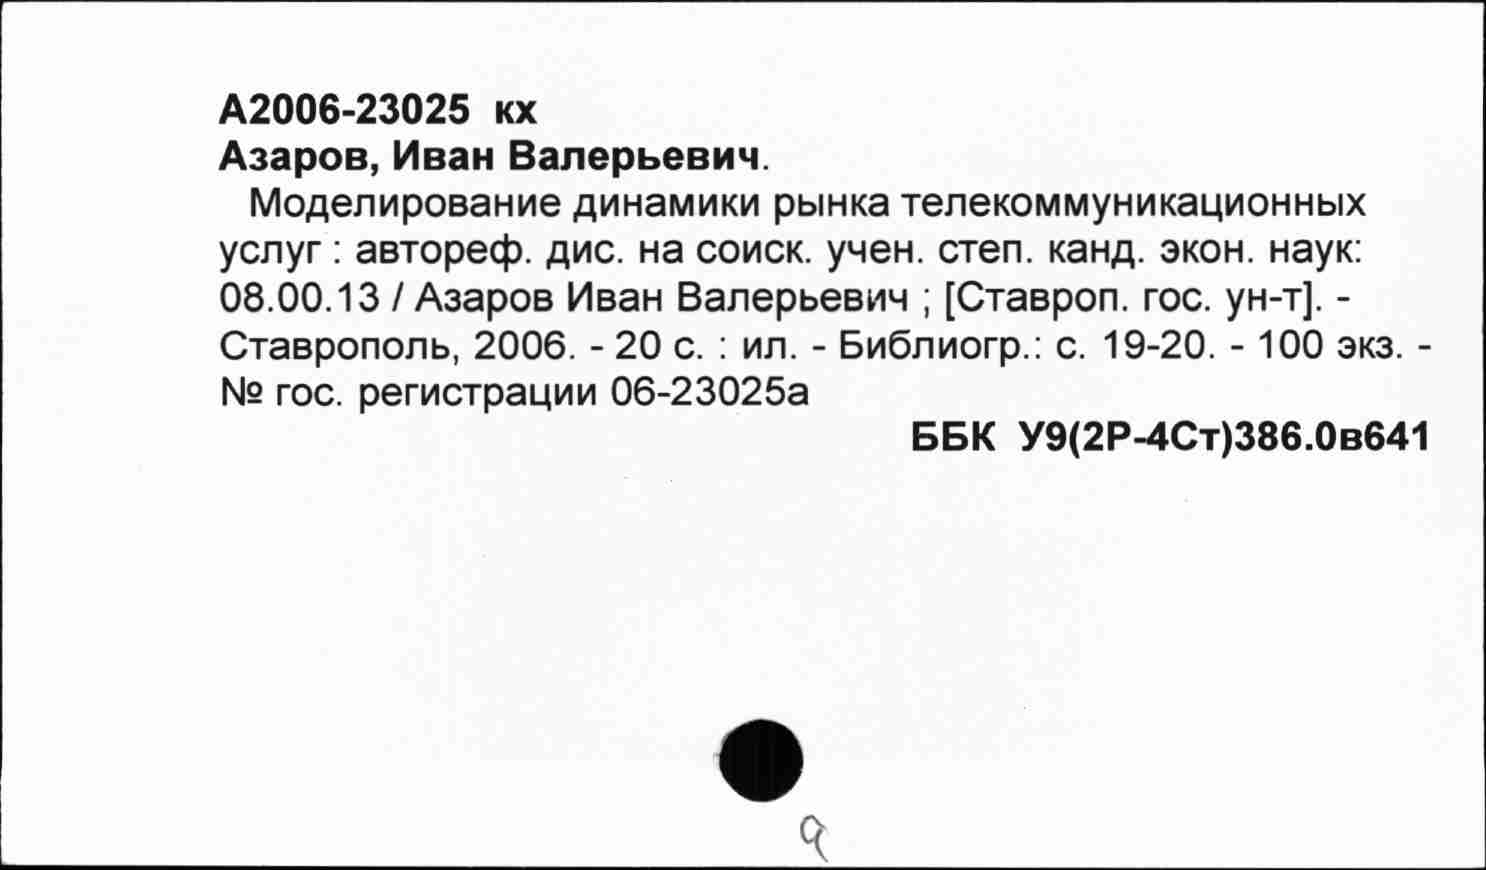 А2006-23025 кх
Азаров, Иван Валерьевич.
Моделирование динамики рынка телекоммуникационных
услуг : автореф. дис. на соиск. учен. степ. канд. экон. наук:
08.00.13 / Азаров Иван Валерьевич ; [Ставроп. гос. ун-т]. -
Ставрополь, 2006. - 20 с. : ил. - Библиогр.: с. 19-20. - 100 экз. -
№ гос. регистрации 06-23025а
ББК У9(2Р-4Ст)386.0в641
9